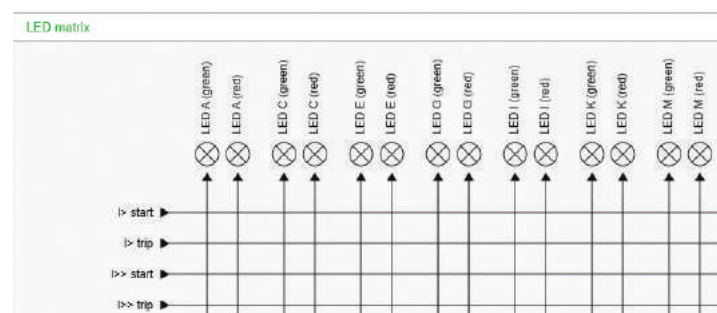 LED matrix
LED A (green)
LED A (red)
LED C (green)
LED C (red)
LED E (green)
LED E (red)
LED G (green)
LED G (red)
LED I (green)
LED I (red)
LED K (green)
LED K (red)
LED M (green)
LED M (red)
I> start
I> trip
I>> start
I>> trip